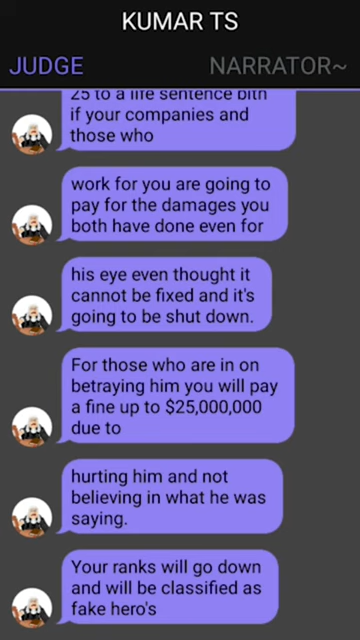 KUMAR TS
JUDGE
NARRATOR~
25 to a life sentence bith
if your companies and
those who
work for you are going to
pay for the damages you
both have done even for
his eye even thought it
cannot be fixed and it's
going to be shut down.
For those who are in on
betraying him you will pay
a fine up to $25,000,000
due to
hurting him and not
believing in what he was
saying.
Your ranks will go down
and will be classified as
fake hero's